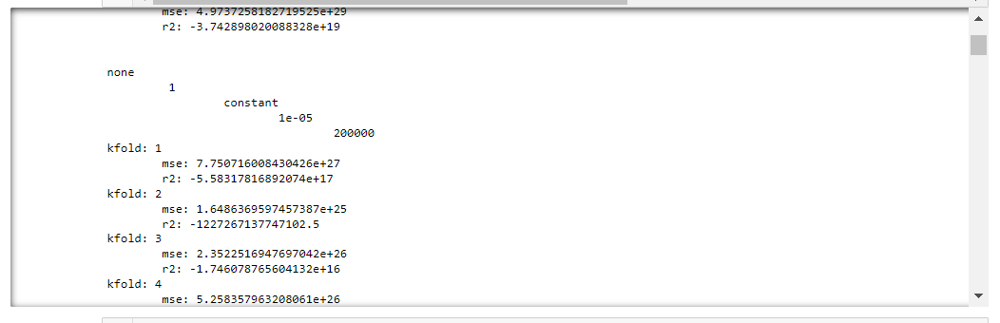 mse: 4.9737258182719525e+29
r2: -3.742898020088328e+19
none
1
constant
1e-05
200000
kfold: 1
mse: 7.750716008430426e+27
r2: -5.58317816892074e+17
kfold: 2
mse: 1.6486369597457387e+25
r2: -1227267137747102.5
kfold: 3
mse: 2.3522516947697042e+26
r2: -1.746078765604132e+16
kfold: 4
mse: 5.258357963208061e+26